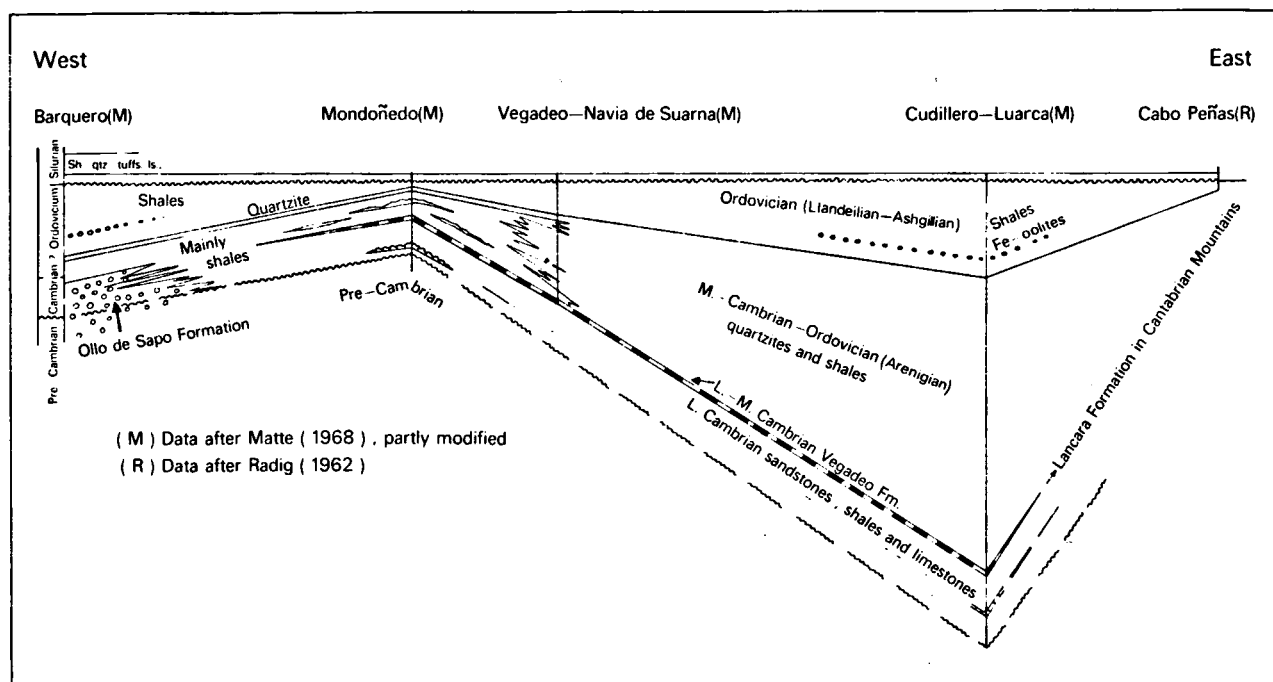 West
East
Barquero(M)
Mondoñedo(M)
Vegadeo—Navia de Suarna(M)
Cudillero—Luarca(M)
Cabo Peñas(R)
Silurian
Sh qtz tuffs ls.
Ordovicium
Shales
Quartzite
Ordovician (Llandeilian—Ashgillian)
Shales
Fe-oolites
? Cambrian
Mainly
shales
Pre Cambrian
Pre—Cambrian
Ollo de Sapo Formation
M.-Cambrian—Ordovician (Arenigian)
quartzites and shales
L.-M. Cambrian Vegadeo Fm.
L. Cambrian sandstones, shales and limestones
Lancara Formation in Cantabrian Mountains
(M) Data after Matte (1968), partly modified
(R) Data after Radig (1962)